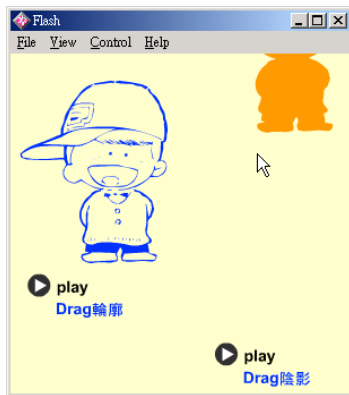 Flash
File View Control Help
play
Drag輪廓
play
Drag陰影